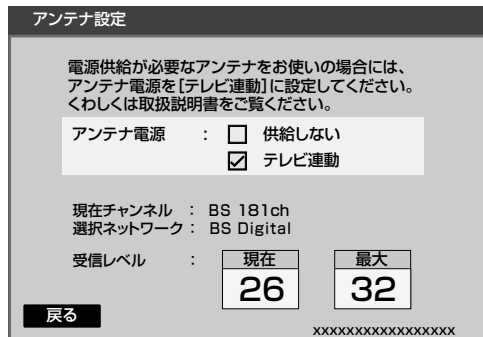 アンテナ設定
電源供給が必要なアンテナをお使いの場合には、
アンテナ電源を[テレビ連動]に設定してください。
くわしくは取扱説明書をご覧ください。
アンテナ電源 : 供給しない
テレビ連動
現在チャンネル : BS 181ch
選択ネットワーク : BS Digital
受信レベル : 現在 最大
26 32
戻る
xxxxxxxxxxxxxxxxx